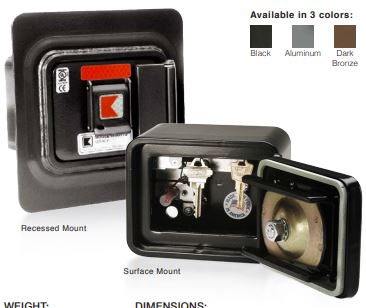 Available in 3 colors:
Black
Aluminum
Dark
Bronze
Recessed Mount
Surface Mount
WEIGHT:
DIMENSIONS: